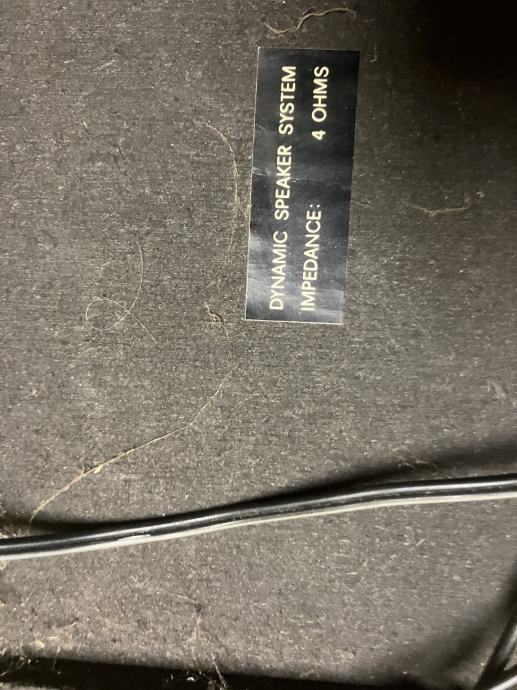 DYNAMIC SPEAKER SYSTEM
IMPEDANCE: 4 OHMS